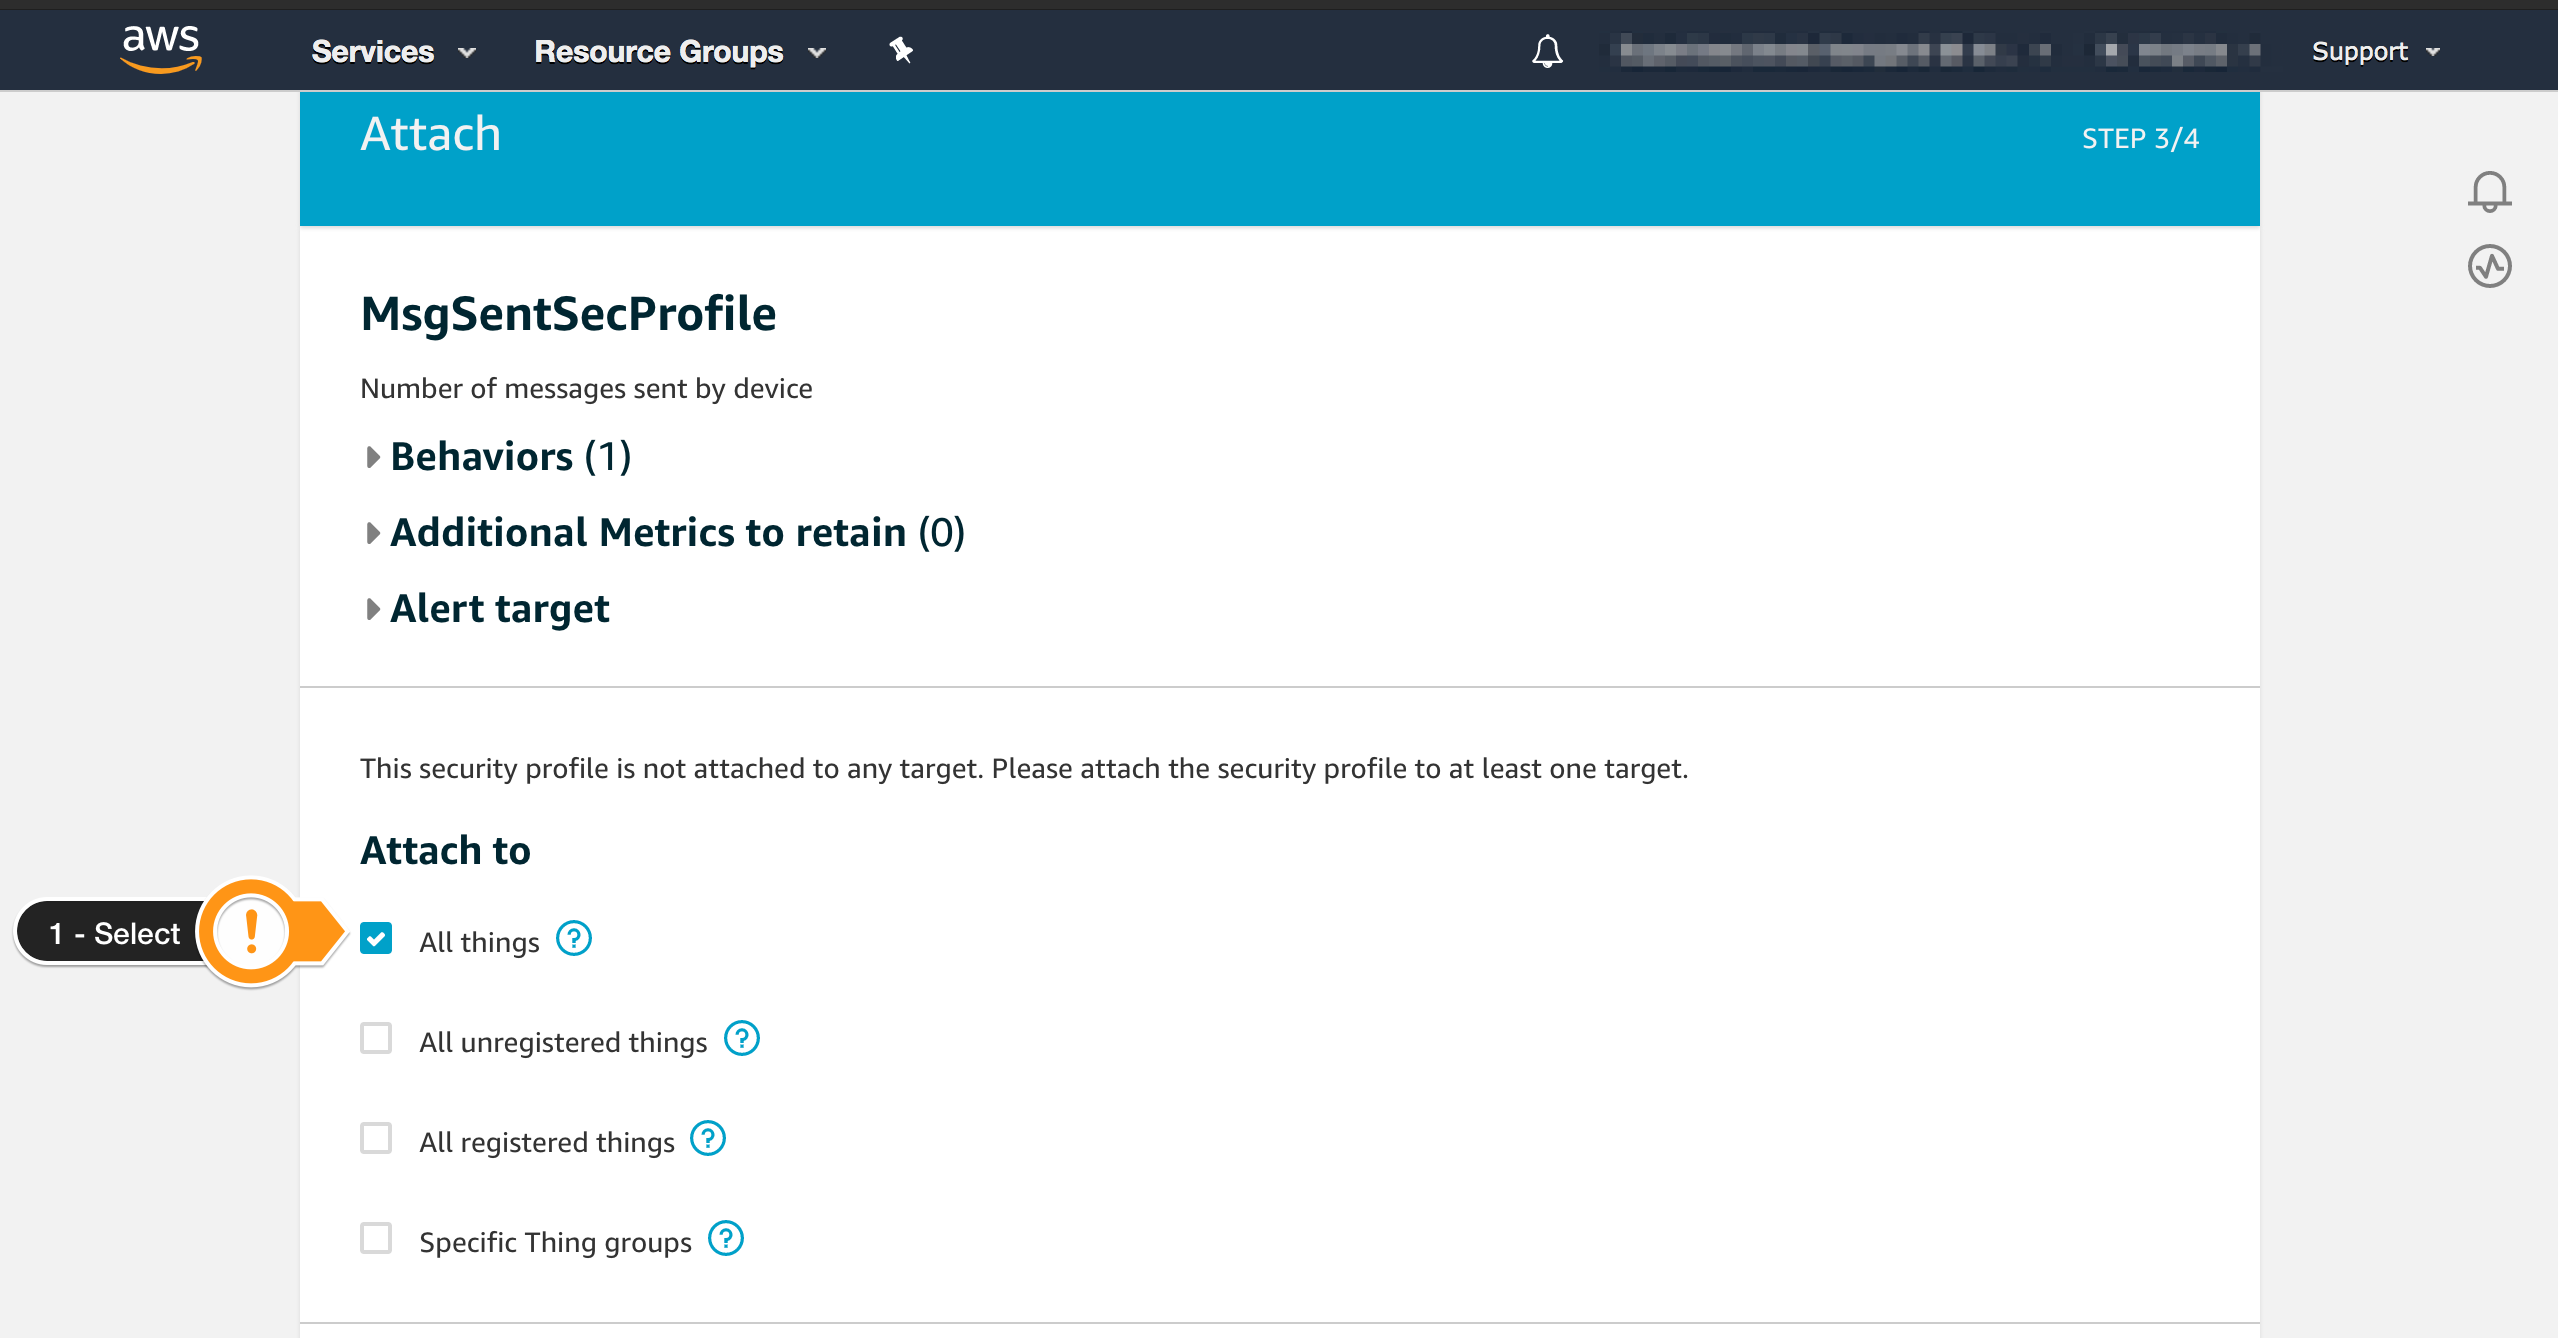 aws Services Resource Groups Support
Attach STEP 3/4
MsgSentSecProfile
Number of messages sent by device
Behaviors (1)
Additional Metrics to retain (0)
Alert target
This security profile is not attached to any target. Please attach the security profile to at least one target.
Attach to
1 - Select ! All things ?
All unregistered things ?
All registered things ?
Specific Thing groups ?